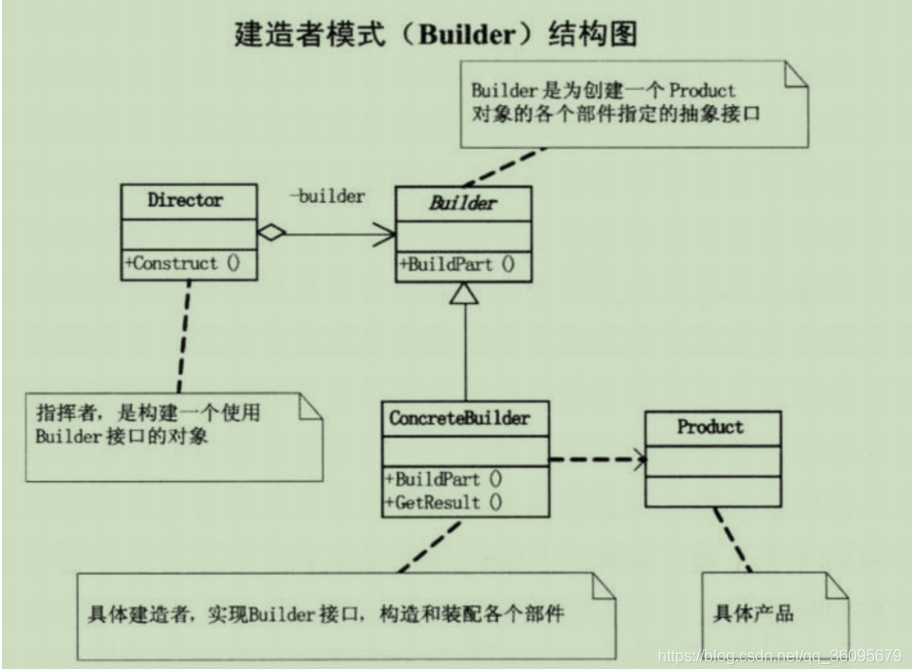 建造者模式（Builder）结构图
Builder是为创建一个Product
对象的各个部件指定的抽象接口
Director
-builder
Builder
+Construct ()
+BuildPart ()
指挥者，是构建一个使用
Builder接口的对象
ConcreteBuilder
Product
+BuildPart ()
+GetResult ()
具体建造者，实现Builder接口，构造和装配各个部件
具体产品
https://blog.csdn.net/qq_36095679